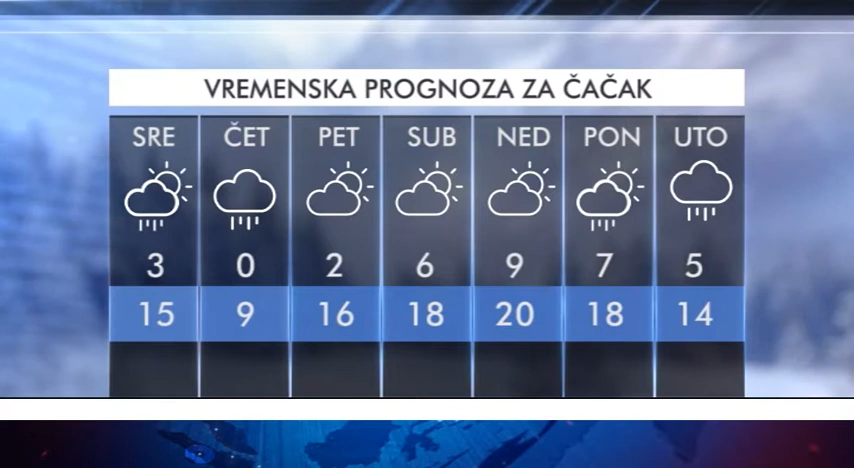 VREMENSKA PROGNOZA ZA ČAČAK
SRE ČET PET SUB NED PON UTO
3 0 2 6 9 7 5
15 9 16 18 20 18 14